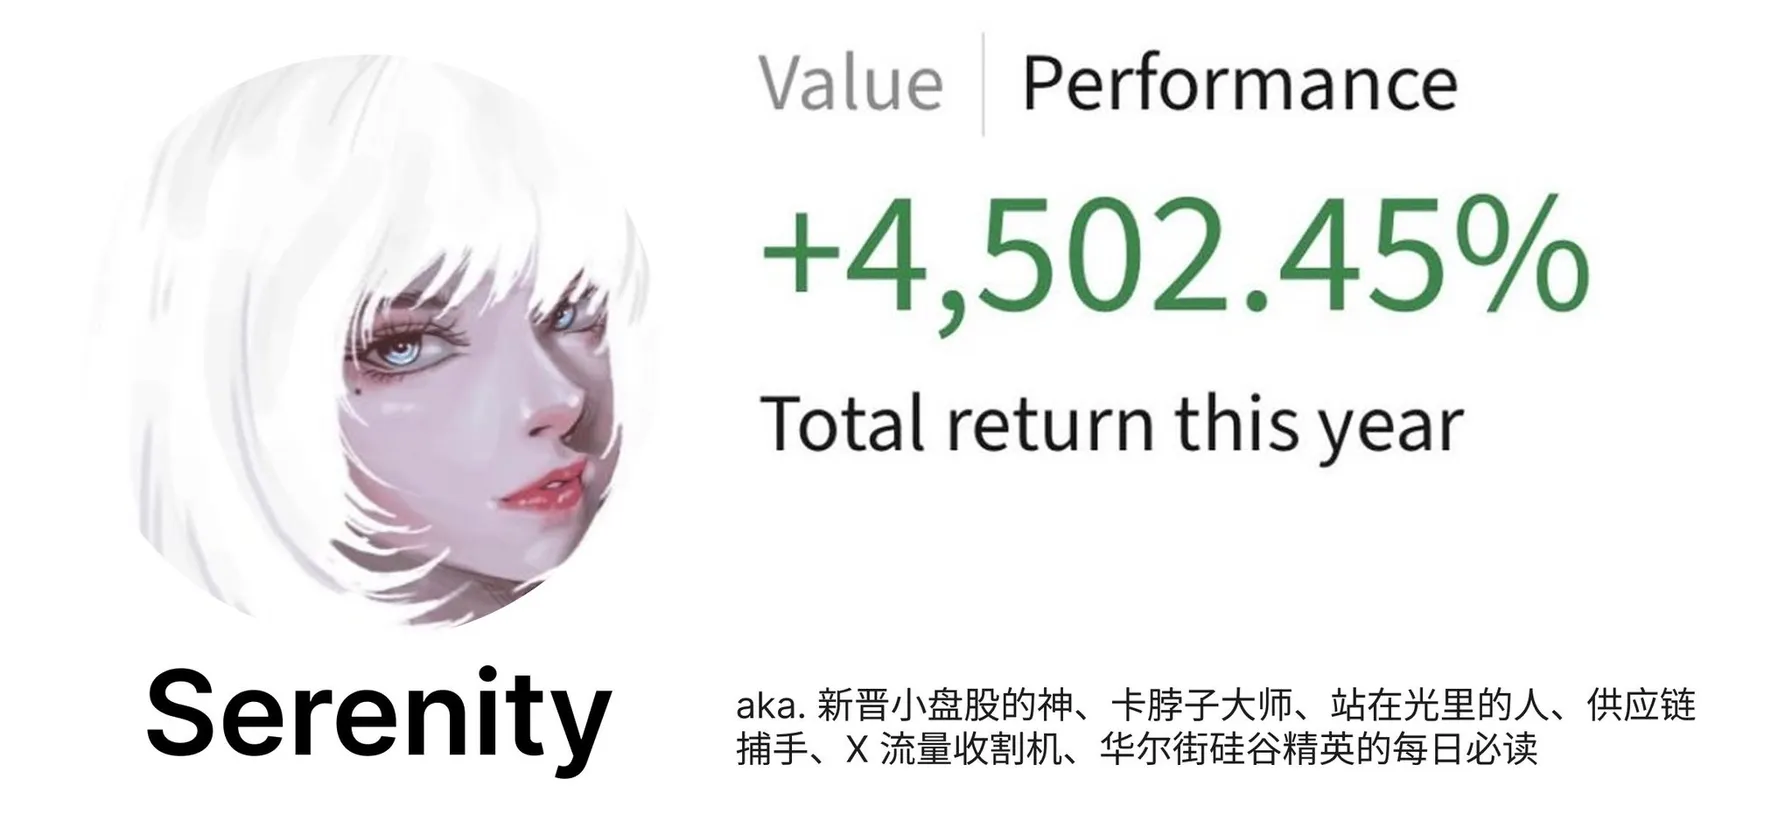 Value | Performance
+4,502.45%
Total return this year
Serenity
aka. 新晋小盘股的神、卡脖子大师、站在光里的人、供应链
捕手、X 流量收割机、华尔街硅谷精英的每日必读